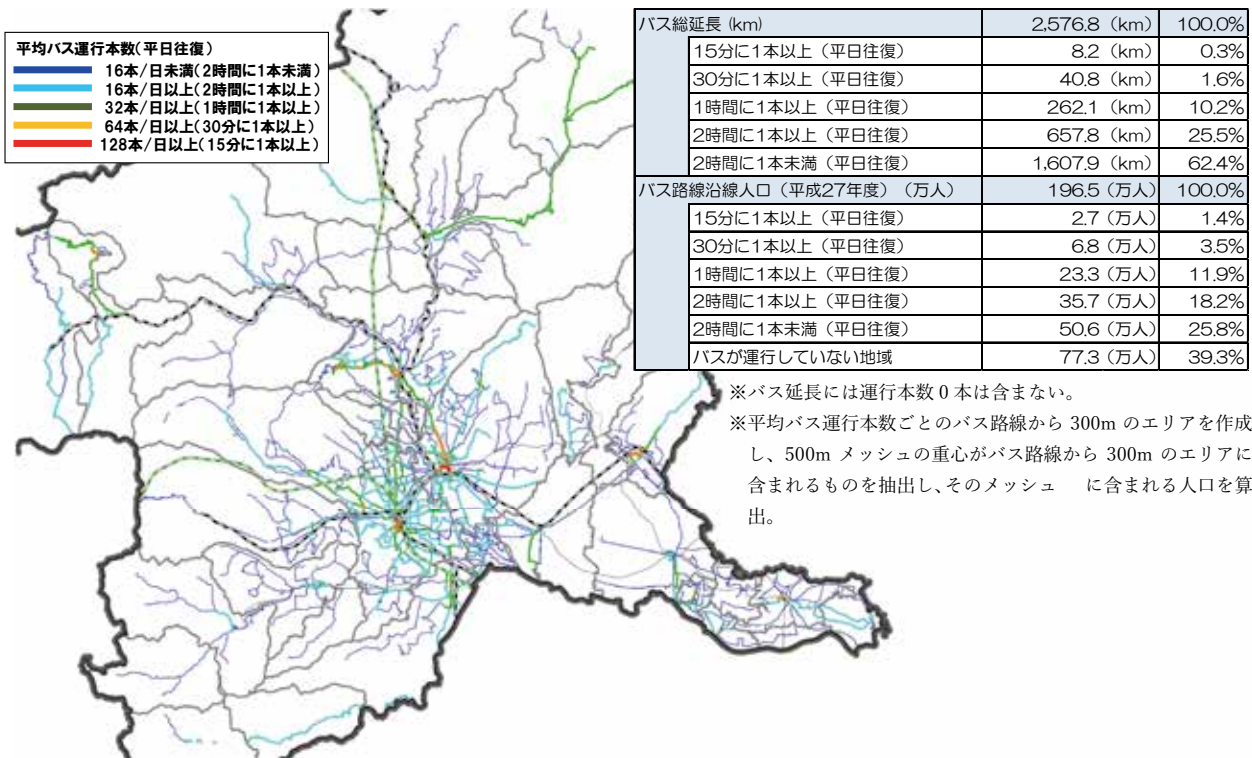 平均バス運行本数(平日往復)
16本/日未満(2時間に1本未満)
16本/日以上(2時間に1本以上)
32本/日以上(1時間に1本以上)
64本/日以上(30分に1本以上)
128本/日以上(15分に1本以上)
バス総延長 (km) 2,576.8 (km) 100.0%
15分に1本以上（平日往復） 8.2 (km) 0.3%
30分に1本以上（平日往復） 40.8 (km) 1.6%
1時間に1本以上（平日往復） 262.1 (km) 10.2%
2時間に1本以上（平日往復） 657.8 (km) 25.5%
2時間に1本未満（平日往復） 1,607.9 (km) 62.4%
バス路線沿線人口（平成27年度）（万人） 196.5 (万人) 100.0%
15分に1本以上（平日往復） 2.7 (万人) 1.4%
30分に1本以上（平日往復） 6.8 (万人) 3.5%
1時間に1本以上（平日往復） 23.3 (万人) 11.9%
2時間に1本以上（平日往復） 35.7 (万人) 18.2%
2時間に1本未満（平日往復） 50.6 (万人) 25.8%
バスが運行していない地域 77.3 (万人) 39.3%
※バス延長には運行本数 0 本は含まない。
※平均バス運行本数ごとのバス路線から 300m のエリアを作成
し、500m メッシュの重心がバス路線から 300m のエリアに
含まれるものを抽出し、そのメッシュ　に含まれる人口を算
出。